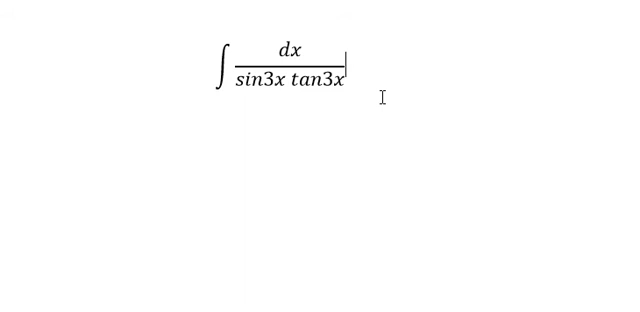 ∫ dx
sin3x tan3x